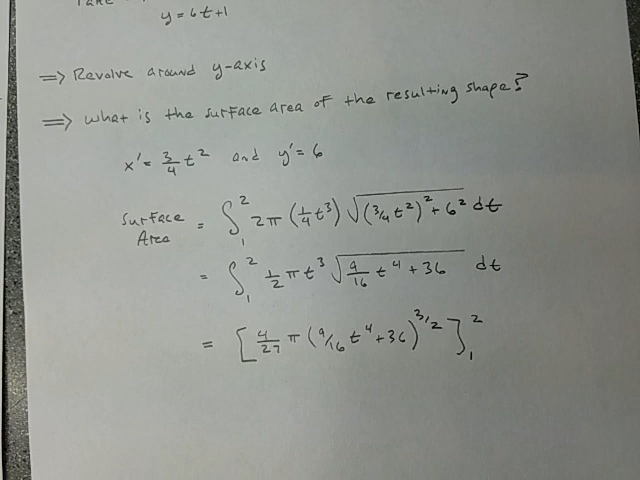 Take
y = 6t+1
=> Revolve around y-axis
=> What is the surface area of the resulting shape?
x' = 3/4 t² and y' = 6
Surface Area = ∫₁² 2π (1/4 t³) √((3/4 t²)² + 6²) dt
= ∫₁² 1/2 π t³ √(9/16 t⁴ + 36) dt
= [4/27 π (9/16 t⁴ + 36)^3/2]₁²